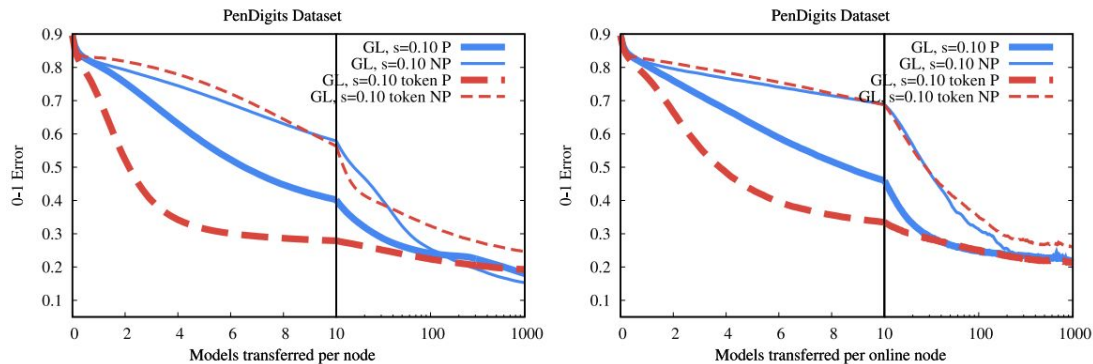 PenDigits Dataset
0.9
0.8
0.7
0.6
0.5
0.4
0.3
0.2
0.1
0-1 Error
GL, s=0.10 P
GL, s=0.10 NP
GL, s=0.10 token P
GL, s=0.10 token NP
0 2 4 6 8 10 100 1000
Models transferred per node
PenDigits Dataset
0.9
0.8
0.7
0.6
0.5
0.4
0.3
0.2
0.1
0-1 Error
GL, s=0.10 P
GL, s=0.10 NP
GL, s=0.10 token P
GL, s=0.10 token NP
0 2 4 6 8 10 100 1000
Models transferred per online node